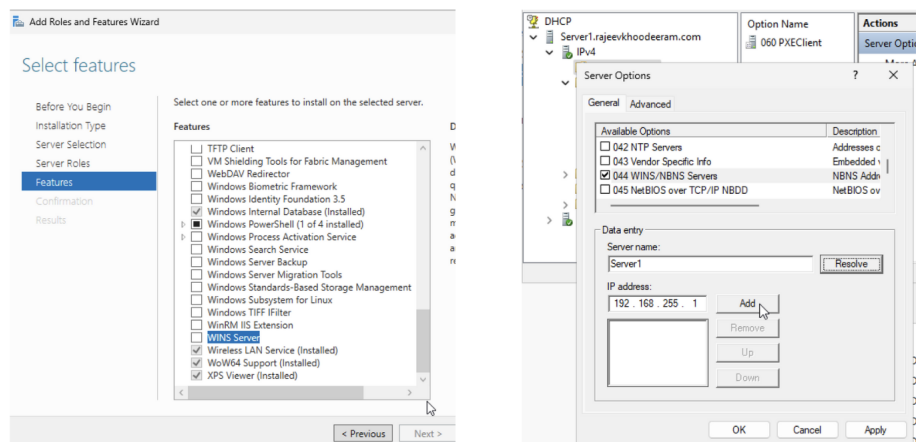 Add Roles and Features Wizard
Select features
Before You Begin
Installation Type
Server Selection
Server Roles
Features
Confirmation
Results
Select one or more features to install on the selected server.
Features
TFTP Client
VM Shielding Tools for Fabric Management
WebDAV Redirector
Windows Biometric Framework
Windows Identity Foundation 3.5
Windows Internal Database (Installed)
Windows PowerShell (1 of 4 installed)
Windows Process Activation Service
Windows Search Service
Windows Server Backup
Windows Server Migration Tools
Windows Standards-Based Storage Management
Windows Subsystem for Linux
Windows TIFF IFilter
WinRM IIS Extension
WINS Server
Wireless LAN Service (Installed)
WoW64 Support (Installed)
XPS Viewer (Installed)
< Previous
Next >
DHCP
Server1.rajeevkhoodeeram.com
IPv4
Option Name
060 PXEClient
Actions
Server Optic
Server Options
?
General Advanced
Available Options Description
042 NTP Servers Addresses c
043 Vendor Specific Info Embedded
044 WINS/NBNS Servers NBNS Addr
045 NetBIOS over TCP/IP NBDD NetBIOS ov
Data entry
Server name:
Server1
Resolve
IP address:
192 . 168 . 255 . 1
Add
Remove
Up
Down
OK Cancel Apply